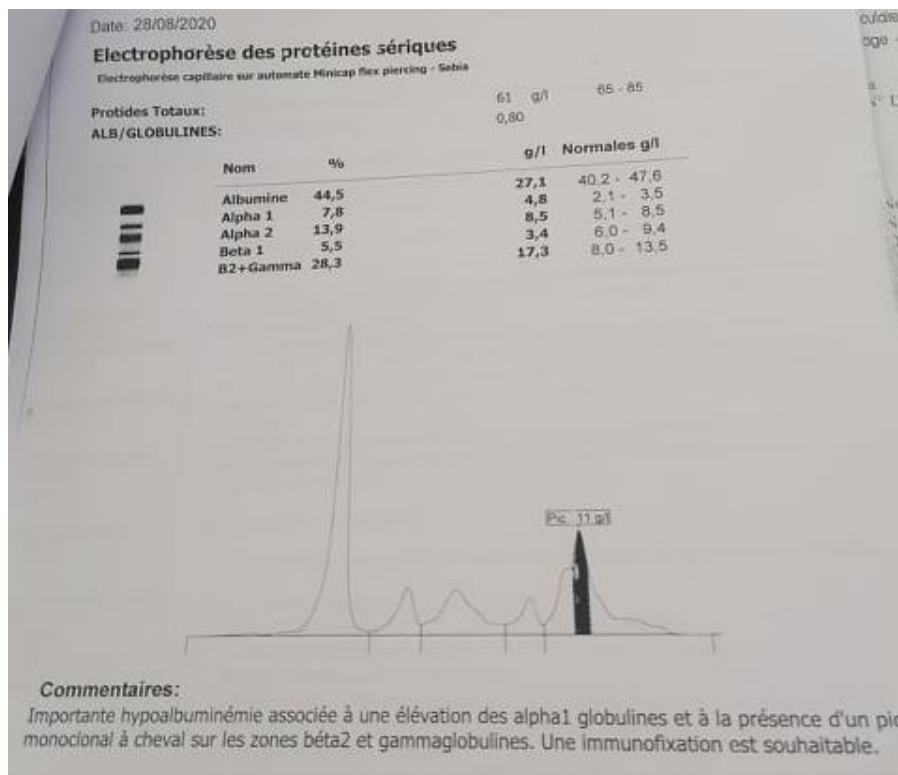 Date: 28/08/2020
Electrophorèse des protéines sériques
Electrophorèse capillaire sur automate Minicap flex piercing - Sebia
Protides Totaux: 61 g/l 65 - 85
ALB/GLOBULINES: 0,80
Nom % g/l Normales g/l
Albumine 44,5 27,1 40,2 - 47,6
Alpha 1 7,8 4,8 2,1 - 3,5
Alpha 2 13,9 8,5 5,1 - 8,5
Beta 1 5,5 3,4 6,0 - 9,4
B2+Gamma 28,3 17,3 8,0 - 13,5
Pic 11 g/l
Commentaires:
Importante hypoalbuminémie associée à une élévation des alpha1 globulines et à la présence d'un pic
monoclonal à cheval sur les zones béta2 et gammaglobulines. Une immunofixation est souhaitable.